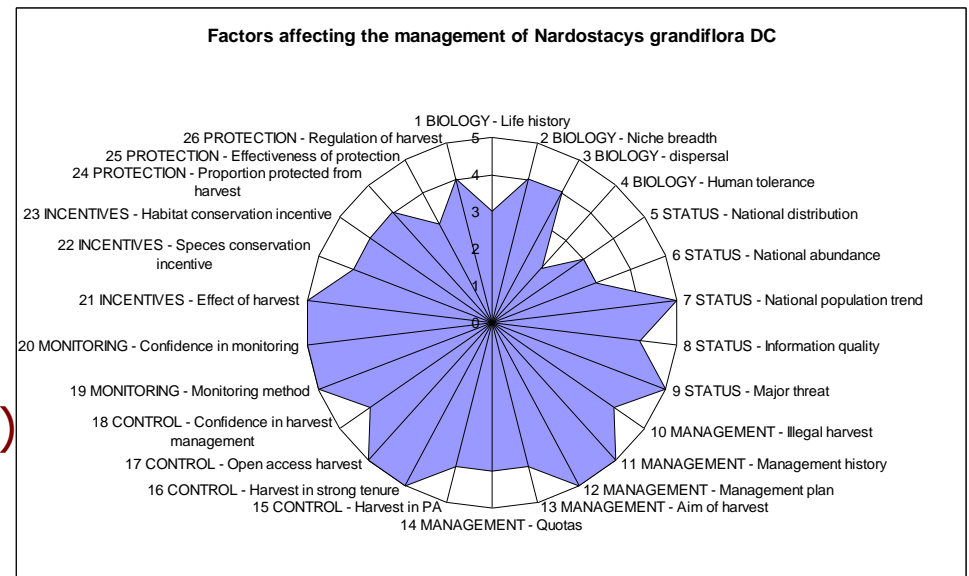 Factors affecting the management of Nardostacys grandiflora DC
1 BIOLOGY - Life history
2 BIOLOGY - Niche breadth
3 BIOLOGY - dispersal
4 BIOLOGY - Human tolerance
5 STATUS - National distribution
6 STATUS - National abundance
7 STATUS - National population trend
8 STATUS - Information quality
9 STATUS - Major threat
10 MANAGEMENT - Illegal harvest
11 MANAGEMENT - Management history
12 MANAGEMENT - Management plan
13 MANAGEMENT - Aim of harvest
14 MANAGEMENT - Quotas
15 CONTROL - Harvest in PA
16 CONTROL - Harvest in strong tenure
17 CONTROL - Open access harvest
18 CONTROL - Confidence in harvest
management
19 MONITORING - Monitoring method
20 MONITORING - Confidence in monitoring
21 INCENTIVES - Effect of harvest
22 INCENTIVES - Speces conservation
incentive
23 INCENTIVES - Habitat conservation incentive
24 PROTECTION - Proportion protected from
harvest
25 PROTECTION - Effectiveness of protection
26 PROTECTION - Regulation of harvest
5
4
3
2
1
0
)